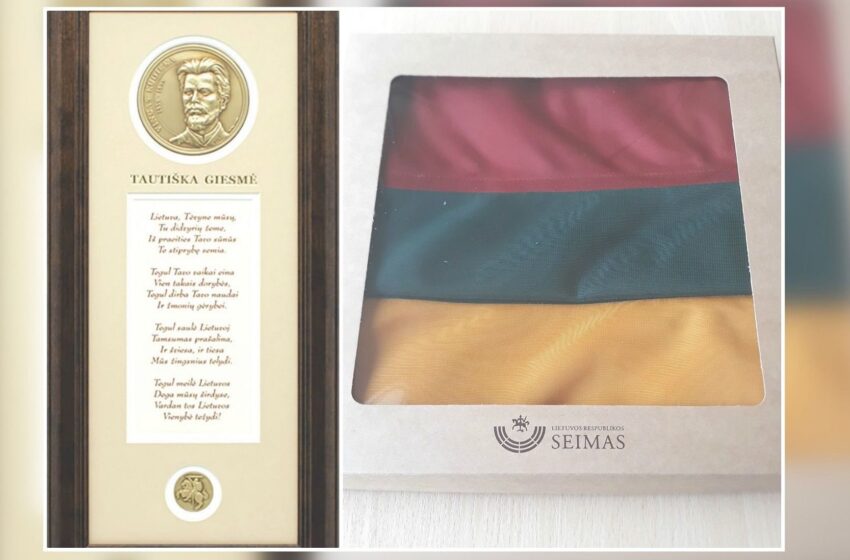 VINCAS KUDIRKA
TAUTIŠKA GIESMĖ
Lietuva, Tėvyne mūsų,
Tu didvyrių žeme,
Iš praeities Tavo sūnūs
Te stiprybę semia.
Tegul Tavo vaikai eina
Vien takais dorybės,
Tegul dirba Tavo naudai
Ir žmonių gėrybei.
Tegul saulė Lietuvoj
Tamsumas prašalina,
Ir šviesa, ir tiesa
Mūs žingsnius telydi.
Tegul meilė Lietuvos
Dega mūsų širdyse,
Vardan tos Lietuvos
Vienybė težydi!
LIETUVOS RESPUBLIKOS
SEIMAS